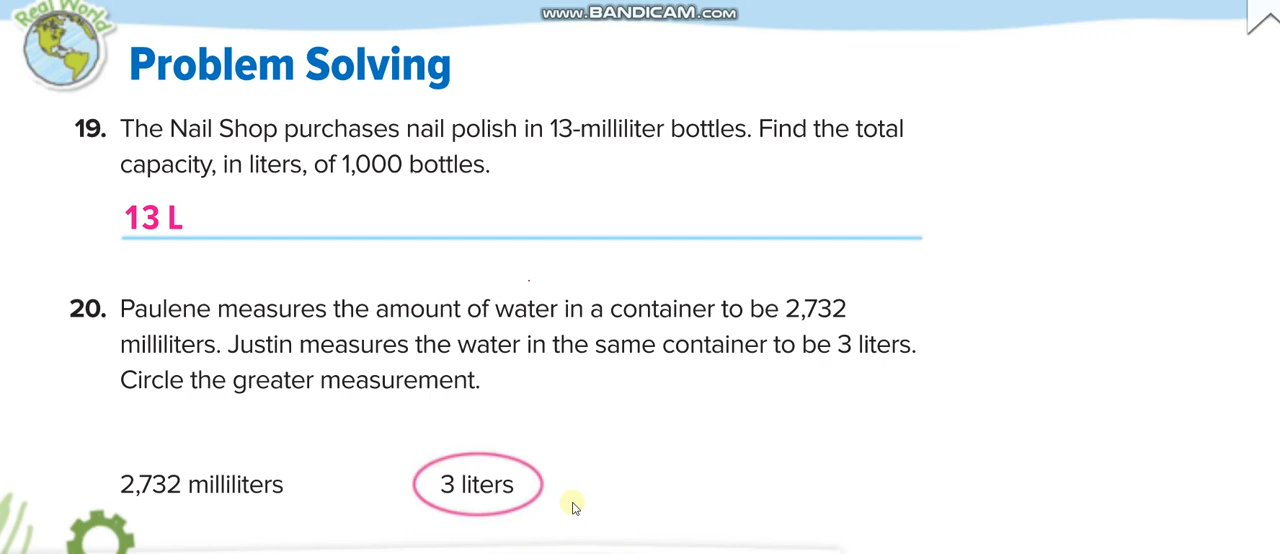 www.BANDICAM.com
Real World
Problem Solving
19. The Nail Shop purchases nail polish in 13-milliliter bottles. Find the total
capacity, in liters, of 1,000 bottles.
13 L
20. Paulene measures the amount of water in a container to be 2,732
milliliters. Justin measures the water in the same container to be 3 liters.
Circle the greater measurement.
2,732 milliliters 3 liters